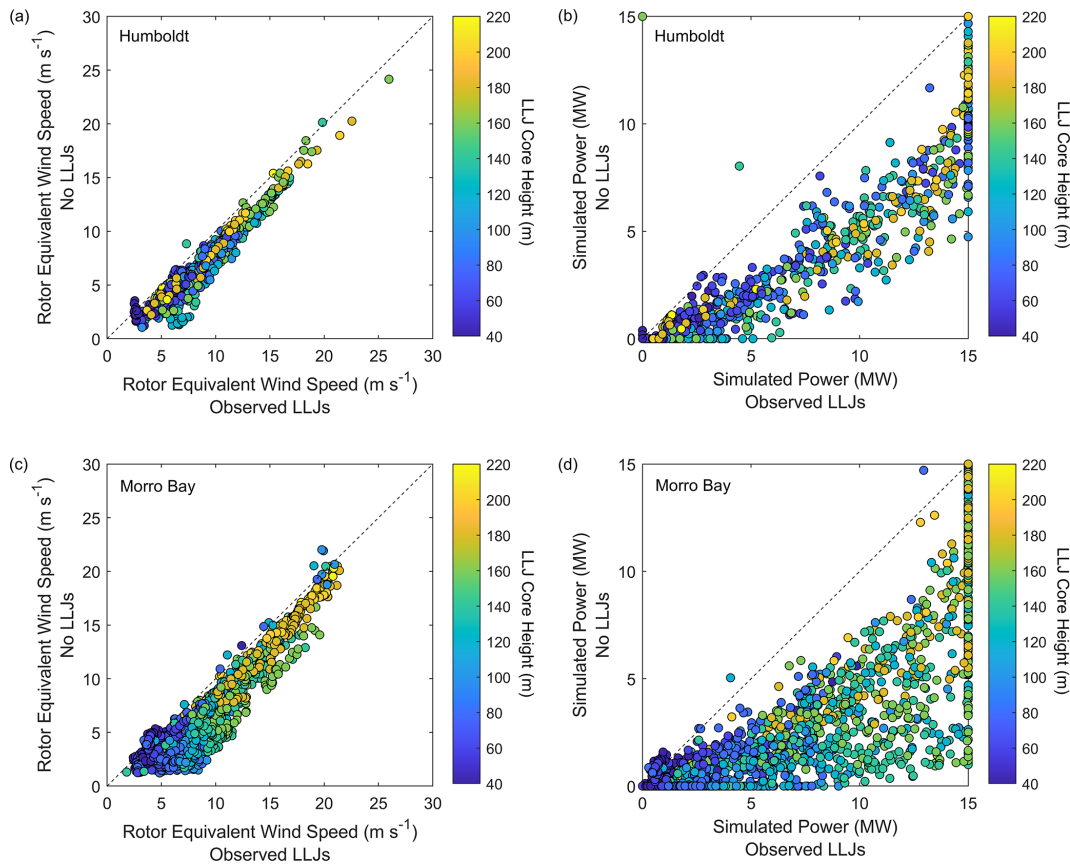 (a)
30
25
20
15
10
5
0
Rotor Equivalent Wind Speed (m s⁻¹)
No LLJs
Humboldt
0 5 10 15 20 25 30
Rotor Equivalent Wind Speed (m s⁻¹)
Observed LLJs
220
200
180
160
140
120
100
80
60
40
LLJ Core Height (m)
(b)
15
10
5
0
Simulated Power (MW)
No LLJs
Humboldt
0 5 10 15
Simulated Power (MW)
Observed LLJs
220
200
180
160
140
120
100
80
60
40
LLJ Core Height (m)
(c)
30
25
20
15
10
5
0
Rotor Equivalent Wind Speed (m s⁻¹)
No LLJs
Morro Bay
0 5 10 15 20 25 30
Rotor Equivalent Wind Speed (m s⁻¹)
Observed LLJs
220
200
180
160
140
120
100
80
60
40
LLJ Core Height (m)
(d)
15
10
5
0
Simulated Power (MW)
No LLJs
Morro Bay
0 5 10 15
Simulated Power (MW)
Observed LLJs
220
200
180
160
140
120
100
80
60
40
LLJ Core Height (m)